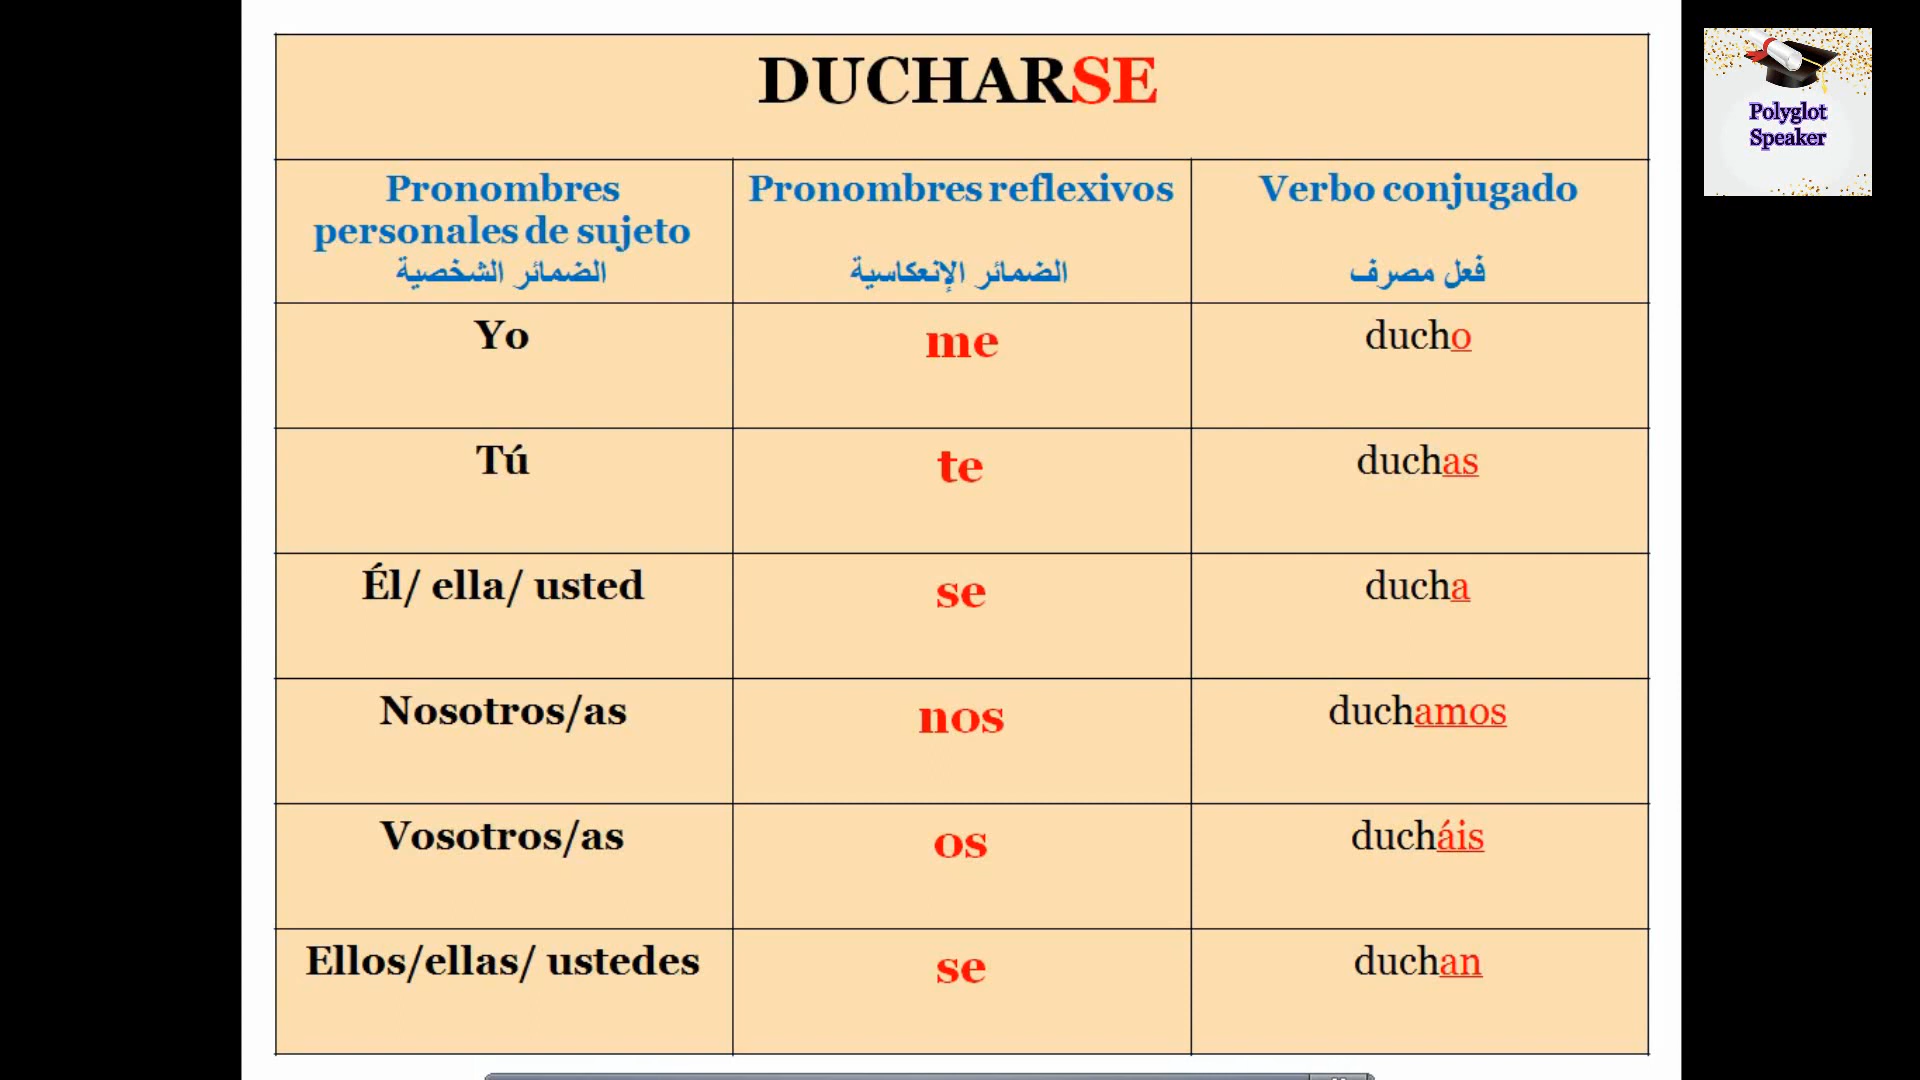 DUCHARSE
Pronombres
personales de sujeto
الضمائر الشخصية
Pronombres reflexivos
الضمائر الإنعكاسية
Verbo conjugado
فعل مصرف
Yo
me
ducho
Tú
te
duchas
Él/ ella/ usted
se
ducha
Nosotros/as
nos
duchamos
Vosotros/as
os
ducháis
Ellos/ellas/ ustedes
se
duchan
Polyglot
Speaker